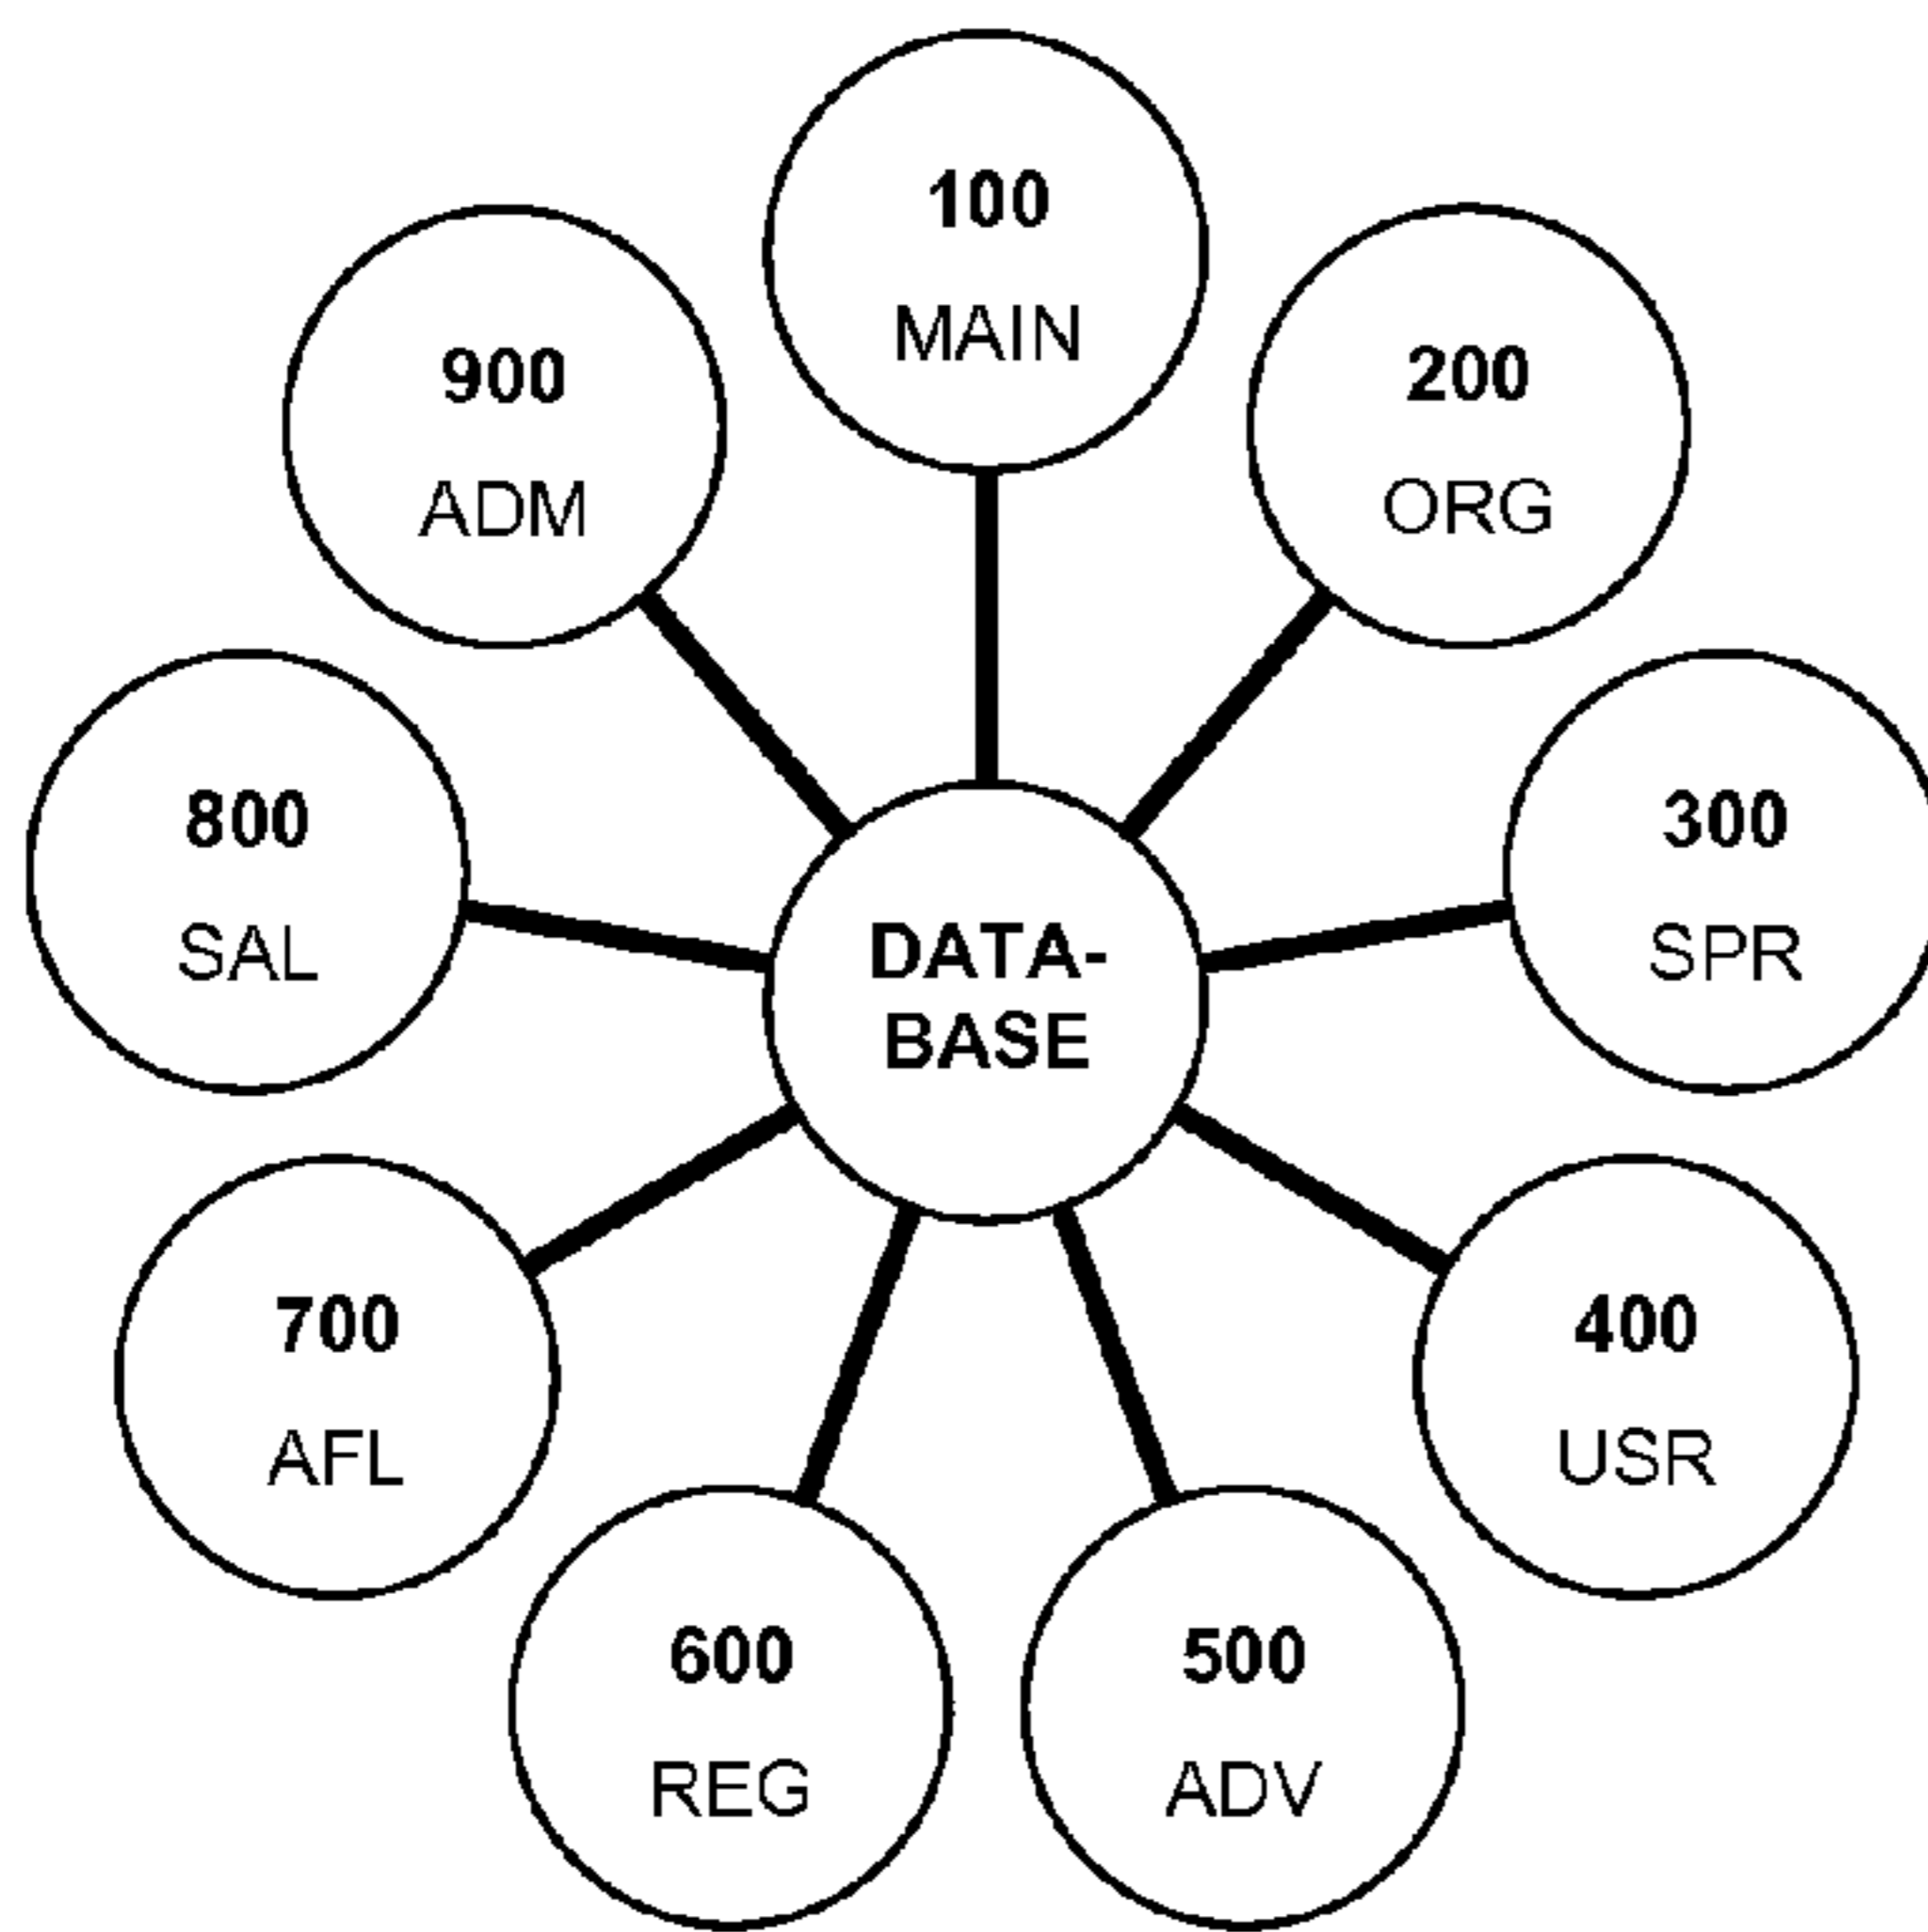 100
MAIN
200
ORG
300
SPR
400
USR
500
ADV
600
REG
700
AFL
800
SAL
900
ADM
DATA-
BASE